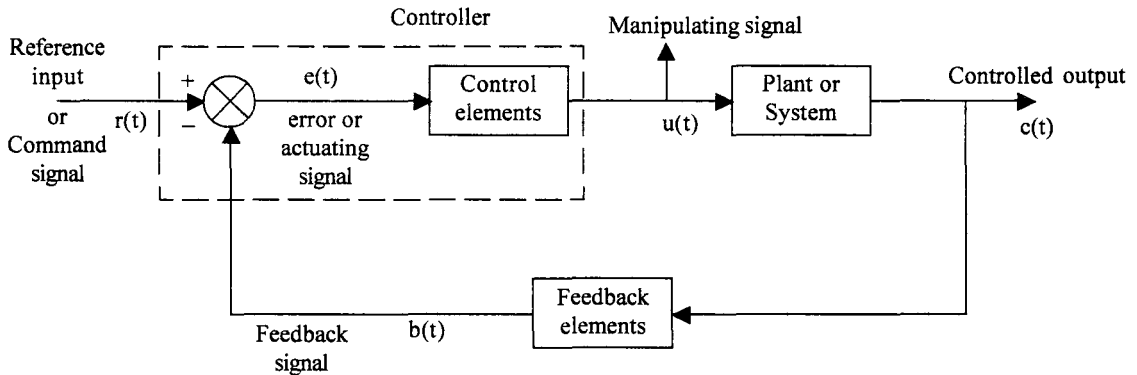 Controller
Manipulating signal
Reference
input
or
Command
signal
r(t)
+
−
e(t)
error or
actuating
signal
Control
elements
u(t)
Plant or
System
Controlled output
c(t)
Feedback
elements
b(t)
Feedback
signal